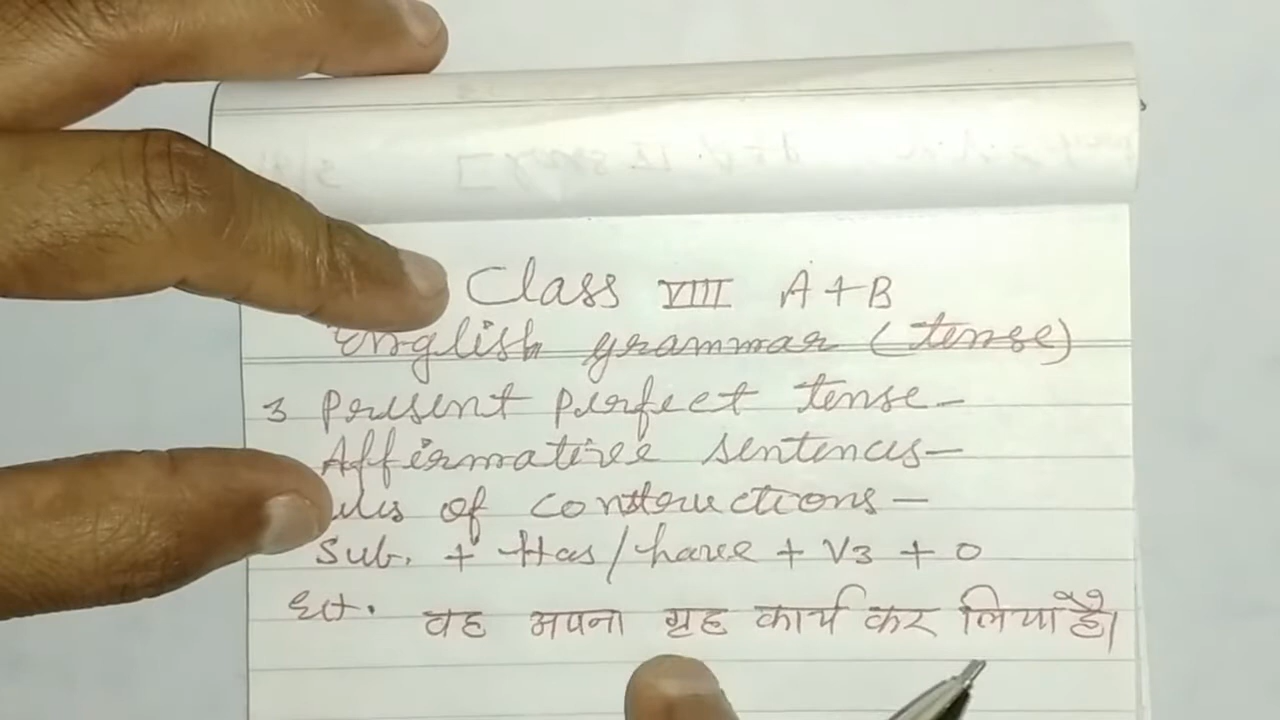 Class VIII A+B
English grammar (tense)
3 Present perfect tense-
Affirmative sentences-
of constructions-
Sub. + Has/have + V3 + O
Ex. वह अपना ग्रह कार्य कर लिया है।